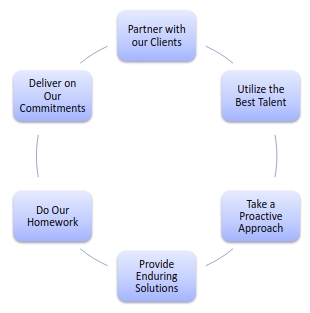 Partner with
our Clients
Utilize the
Best Talent
Take a
Proactive
Approach
Provide
Enduring
Solutions
Do Our
Homework
Deliver on
Our
Commitments